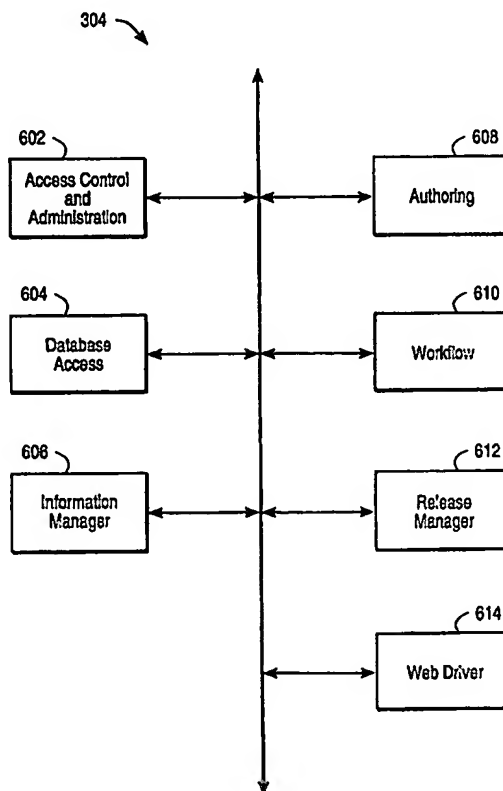 304
602
Access Control
and
Administration
608
Authoring
604
Database
Access
610
Workflow
606
Information
Manager
612
Release
Manager
614
Web Driver